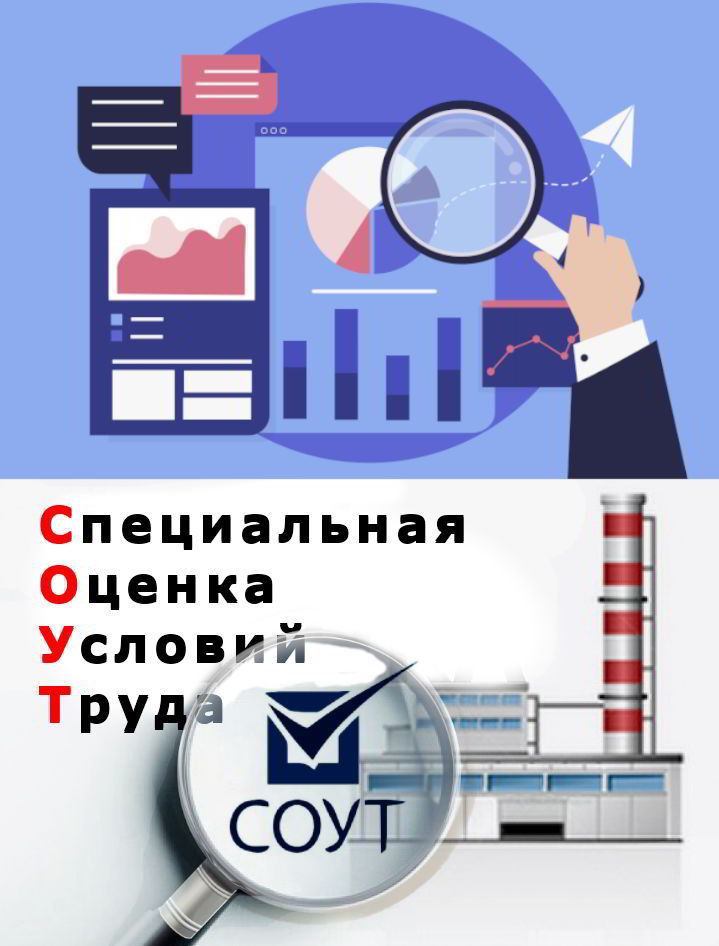 Специальная
Оценка
Условий
Труда
СОУТ